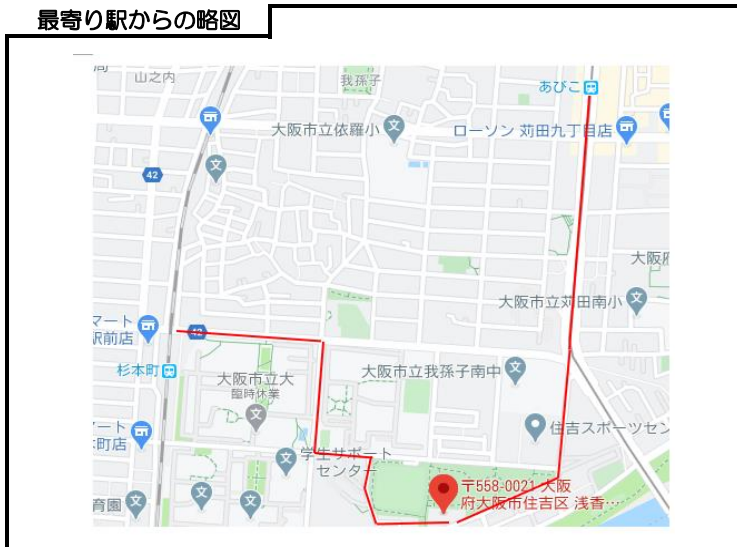 最寄り駅からの略図
山之内
我孫子
あびこ
大阪市立依羅小
ローソン 苅田九丁目店
42
大阪府
大阪市立苅田南小
マート
駅前店
42
杉本町
大阪市立大
臨時休業
大阪市立我孫子南中
住吉スポーツセン
マート
本町店
学生サポート
センター
〒558-0021 大阪
府大阪市住吉区 浅香…
育園